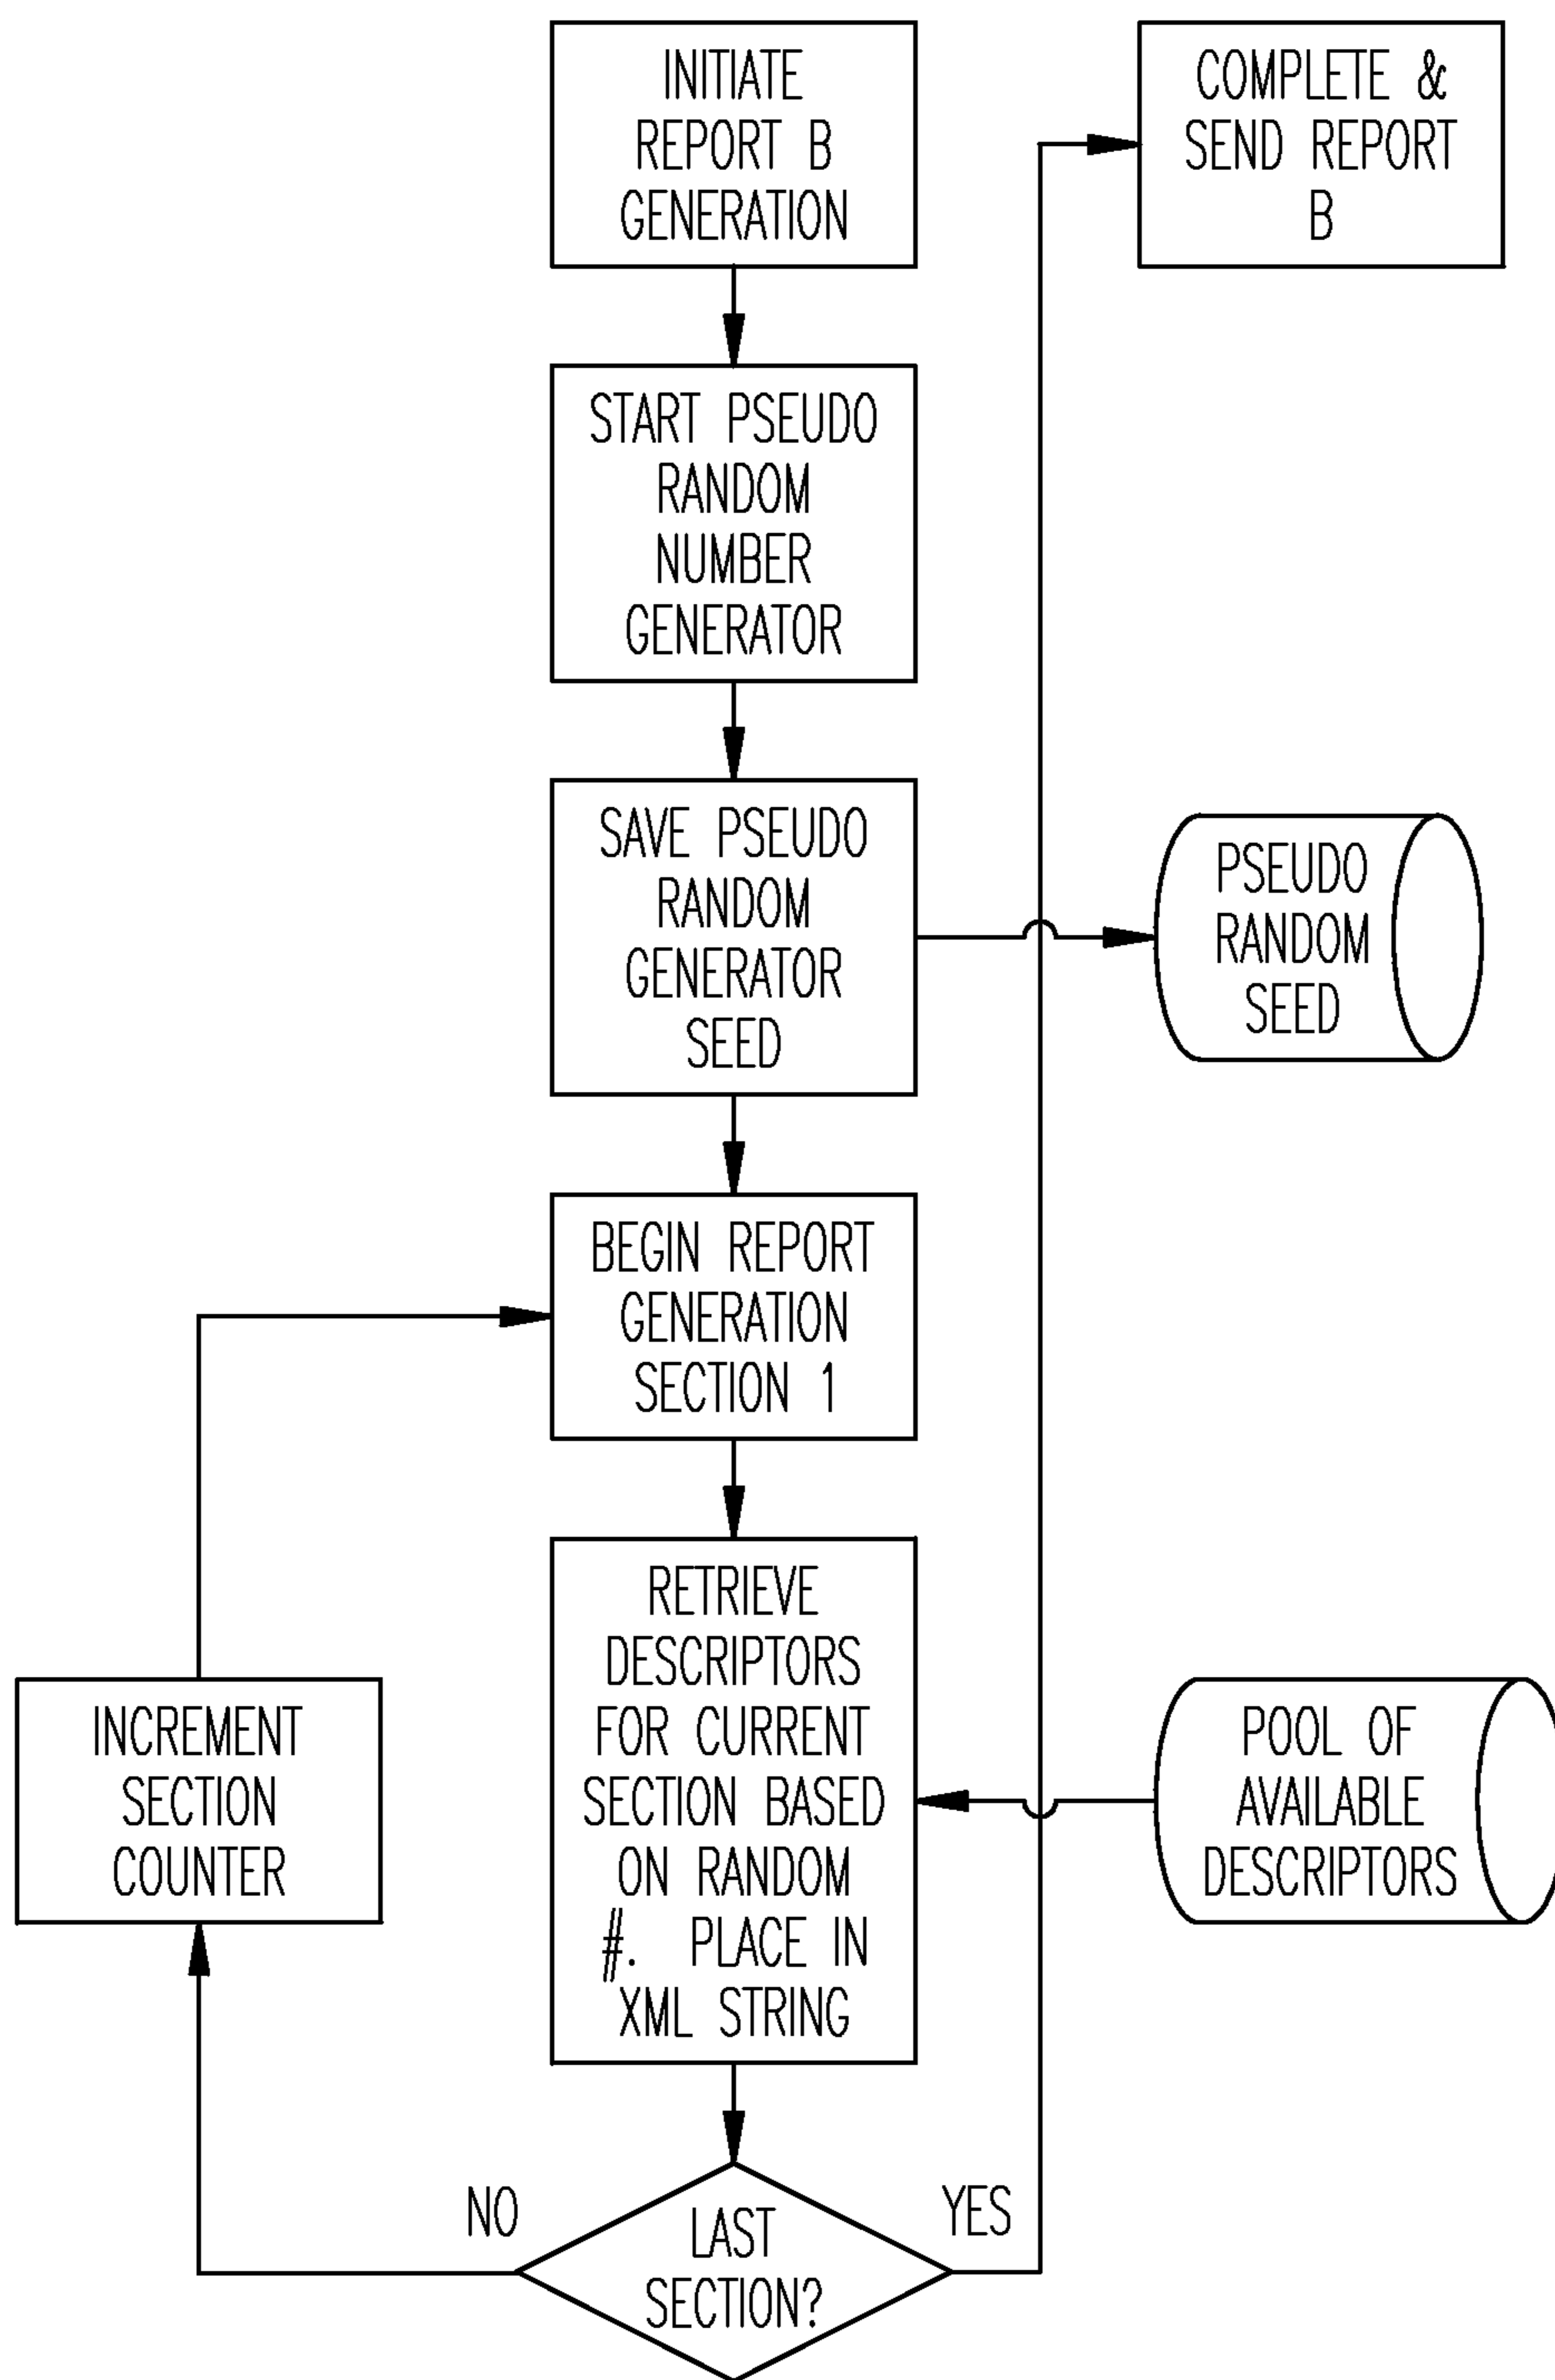 INITIATE
REPORT B
GENERATION
COMPLETE &
SEND REPORT
B
START PSEUDO
RANDOM
NUMBER
GENERATOR
SAVE PSEUDO
RANDOM
GENERATOR
SEED
PSEUDO
RANDOM
SEED
BEGIN REPORT
GENERATION
SECTION 1
RETRIEVE
DESCRIPTORS
FOR CURRENT
SECTION BASED
ON RANDOM
#. PLACE IN
XML STRING
INCREMENT
SECTION
COUNTER
POOL OF
AVAILABLE
DESCRIPTORS
NO
YES
LAST
SECTION?